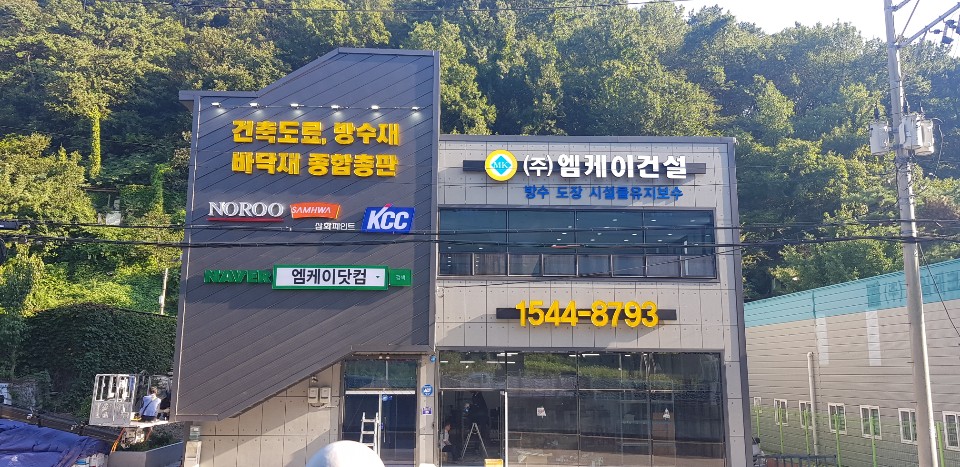 건축도료, 방수재
바닥재 종합총판
NOROO
SAMHWA
삼화페인트
KCC
NAVER 엠케이닷컴 검색
MK (주)엠케이건설
방수 도장 시설물유지보수
1544-8793